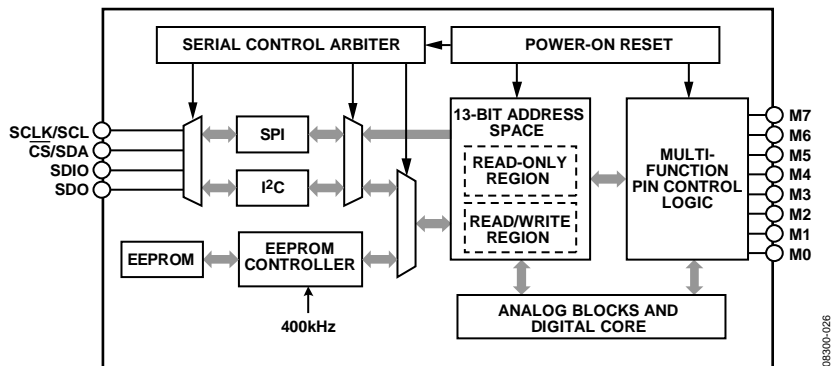 SERIAL CONTROL ARBITER
POWER-ON RESET
SCLK/SCL
CS/SDA
SDIO
SDO
SPI
I²C
13-BIT ADDRESS
SPACE
READ-ONLY
REGION
READ/WRITE
REGION
MULTI-
FUNCTION
PIN CONTROL
LOGIC
M7
M6
M5
M4
M3
M2
M1
M0
EEPROM
EEPROM
CONTROLLER
400kHz
ANALOG BLOCKS AND
DIGITAL CORE
08300-026